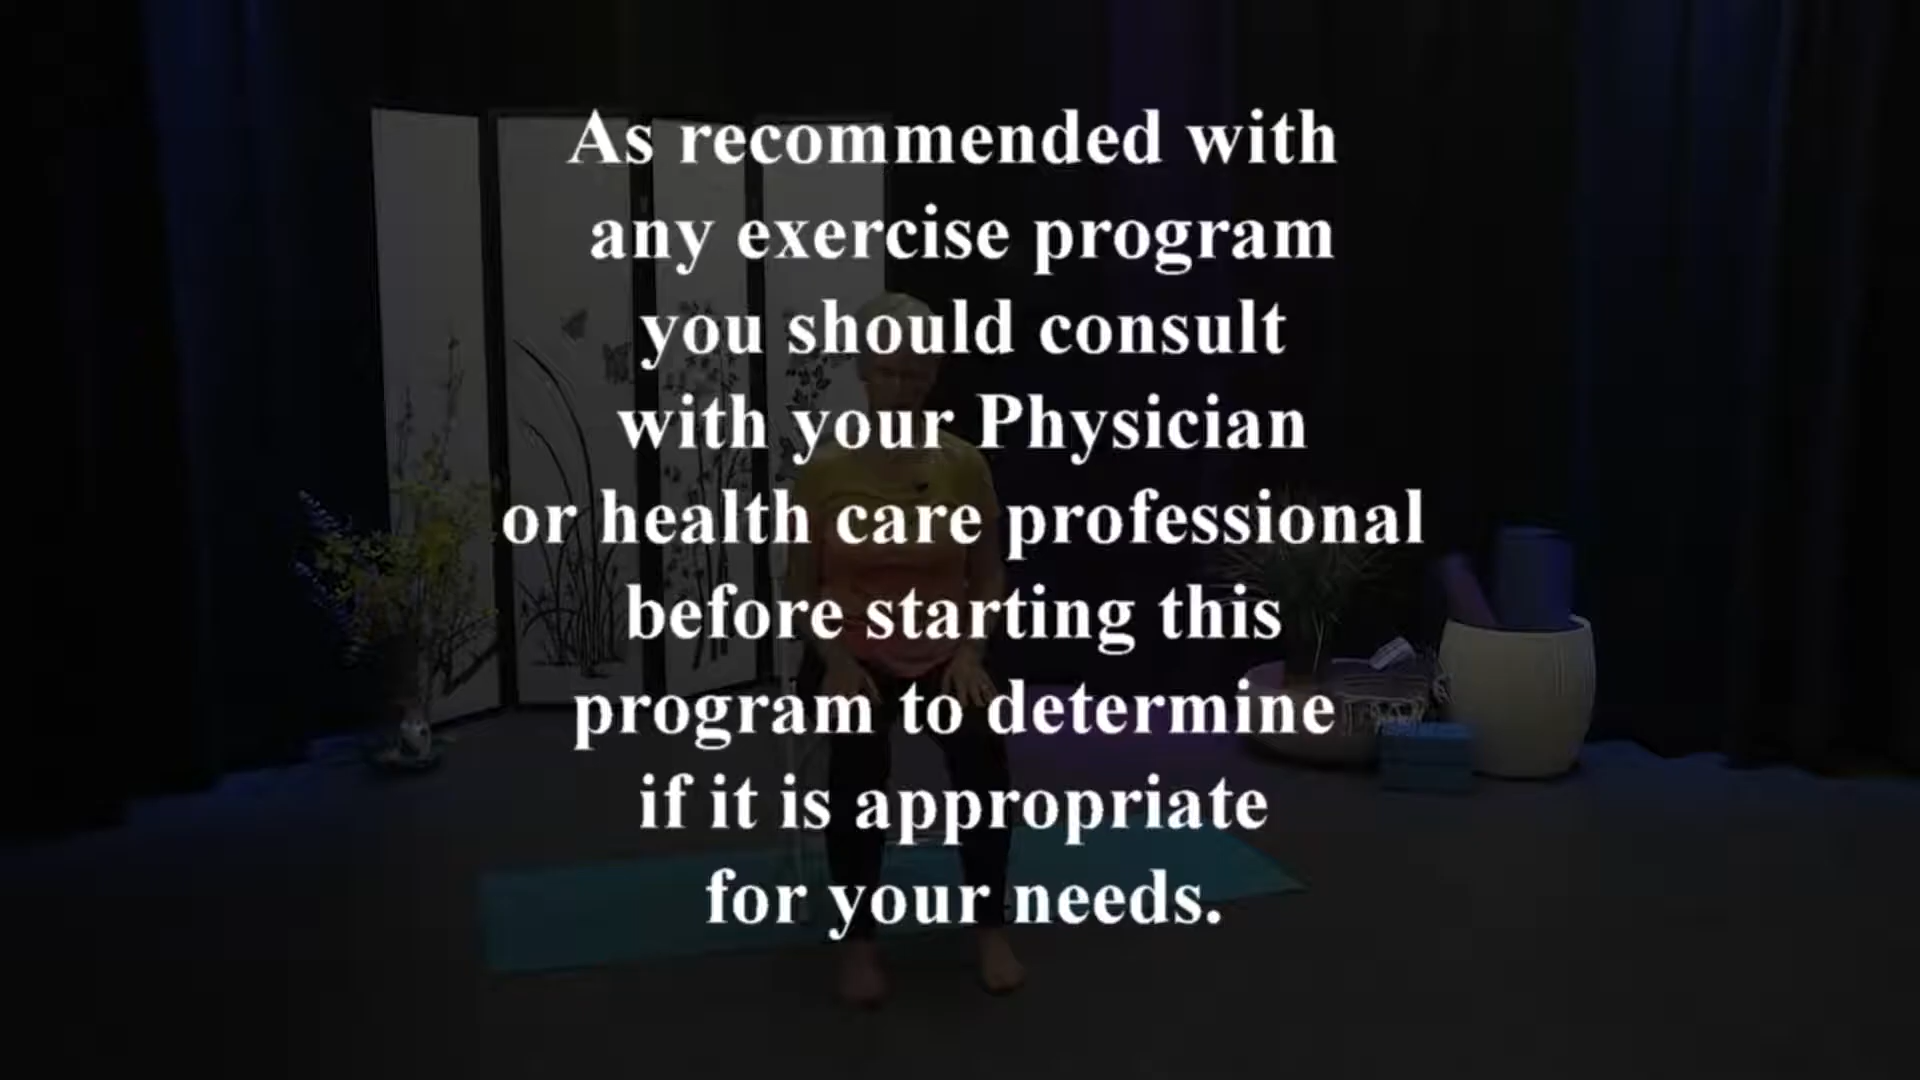 As recommended with
any exercise program
you should consult
with your Physician
or health care professional
before starting this
program to determine
if it is appropriate
for your needs.